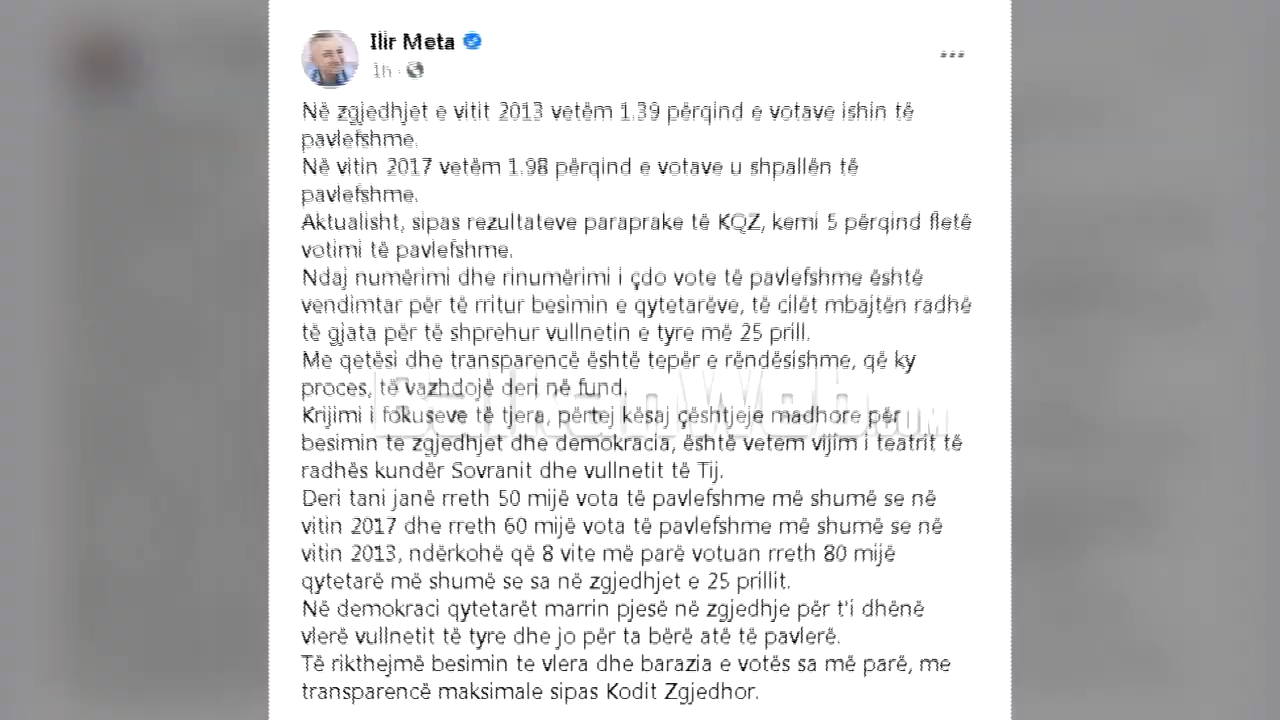 Ilir Meta
1h ·
Në zgjedhjet e vitit 2013 vetëm 1.39 përqind e votave ishin të
pavlefshme.
Në vitin 2017 vetëm 1.98 përqind e votave u shpallën të
pavlefshme.
Aktualisht, sipas rezultateve paraprake të KQZ, kemi 5 përqind fletë
votimi të pavlefshme.
Ndaj numërimi dhe rinumërimi i çdo vote të pavlefshme është
vendimtar për të rritur besimin e qytetarëve, të cilët mbajtën radhë
të gjata për të shprehur vullnetin e tyre më 25 prill.
Me qetësi dhe transparencë është tepër e rëndësishme, që ky
proces, të vazhdojë deri në fund.
Krijimi i fokuseve të tjera, përtej kësaj çështjeje madhore për
besimin te zgjedhjet dhe demokracia, është vetem vijim i teatrit të
radhës kundër Sovranit dhe vullnetit të Tij.
Deri tani janë rreth 50 mijë vota të pavlefshme më shumë se në
vitin 2017 dhe rreth 60 mijë vota të pavlefshme më shumë se në
vitin 2013, ndërkohë që 8 vite më parë votuan rreth 80 mijë
qytetarë më shumë se sa në zgjedhjet e 25 prillit.
Në demokraci qytetarët marrin pjesë në zgjedhje për t'i dhënë
vlerë vullnetit të tyre dhe jo për ta bërë atë të pavlerë.
Të rikthejmë besimin te vlera dhe barazia e votës sa më parë, me
transparencë maksimale sipas Kodit Zgjedhor.
BalkanWeb.COM